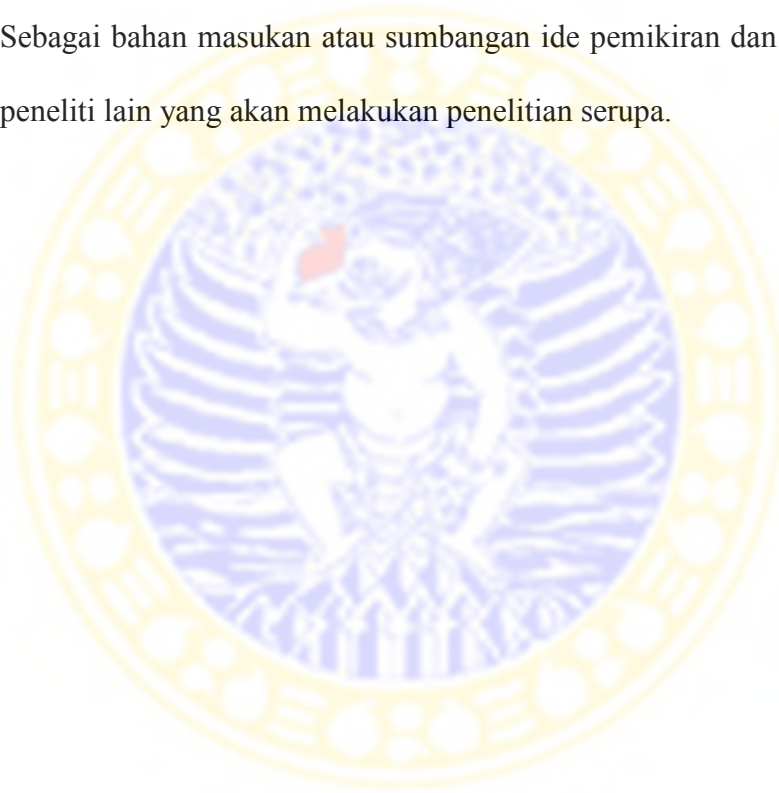 Sebagai bahan masukan atau sumbangan ide pemikiran dan
peneliti lain yang akan melakukan penelitian serupa.